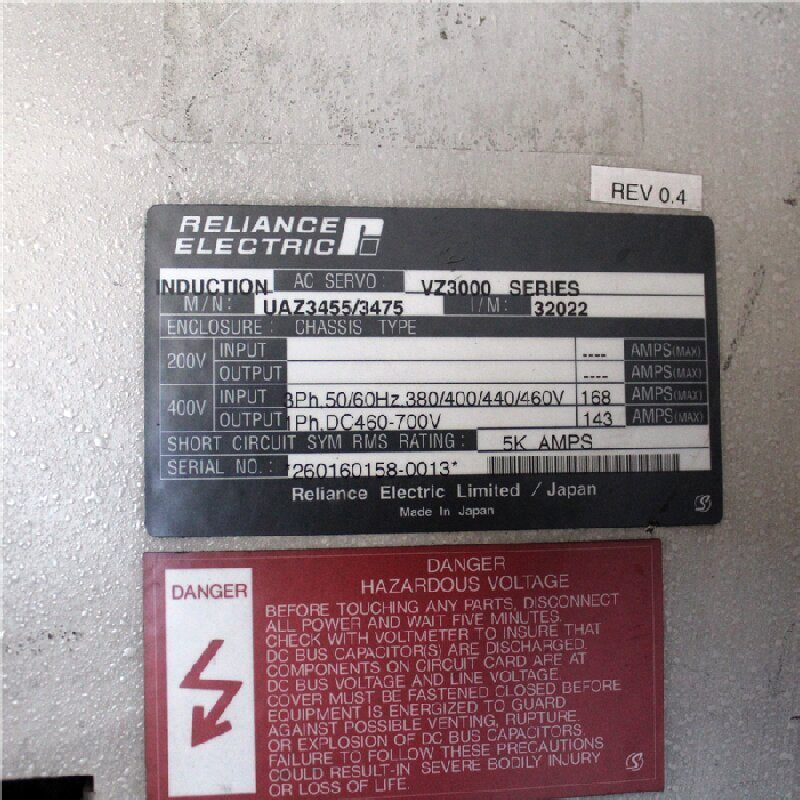 REV 0.4
RELIANCE
ELECTRIC
INDUCTION AC SERVO: VZ3000 SERIES
M/N: UAZ3455/3475 I/M: 32022
ENCLOSURE: CHASSIS TYPE
200V INPUT ---- AMPS(MAX)
OUTPUT ---- AMPS(MAX)
400V INPUT 3Ph.50/60Hz.380/400/440/460V 168 AMPS(MAX)
OUTPUT 1Ph.DC460-700V 143 AMPS(MAX)
SHORT CIRCUIT SYM RMS RATING: 5K AMPS
SERIAL NO.: *260160158-0013*
Reliance Electric Limited / Japan
Made In Japan
DANGER
HAZARDOUS VOLTAGE
DANGER
BEFORE TOUCHING ANY PARTS, DISCONNECT
ALL POWER AND WAIT FIVE MINUTES.
CHECK WITH VOLTMETER TO INSURE THAT
DC BUS CAPACITOR(S) ARE DISCHARGED.
COMPONENTS ON CIRCUIT CARD ARE AT
DC BUS VOLTAGE AND LINE VOLTAGE.
COVER MUST BE FASTENED CLOSED BEFORE
EQUIPMENT IS ENERGIZED TO GUARD
AGAINST POSSIBLE VENTING, RUPTURE
OR EXPLOSION OF DC BUS CAPACITORS.
FAILURE TO FOLLOW THESE PRECAUTIONS
COULD RESULT-IN SEVERE BODILY INJURY
OR LOSS OF LIFE.